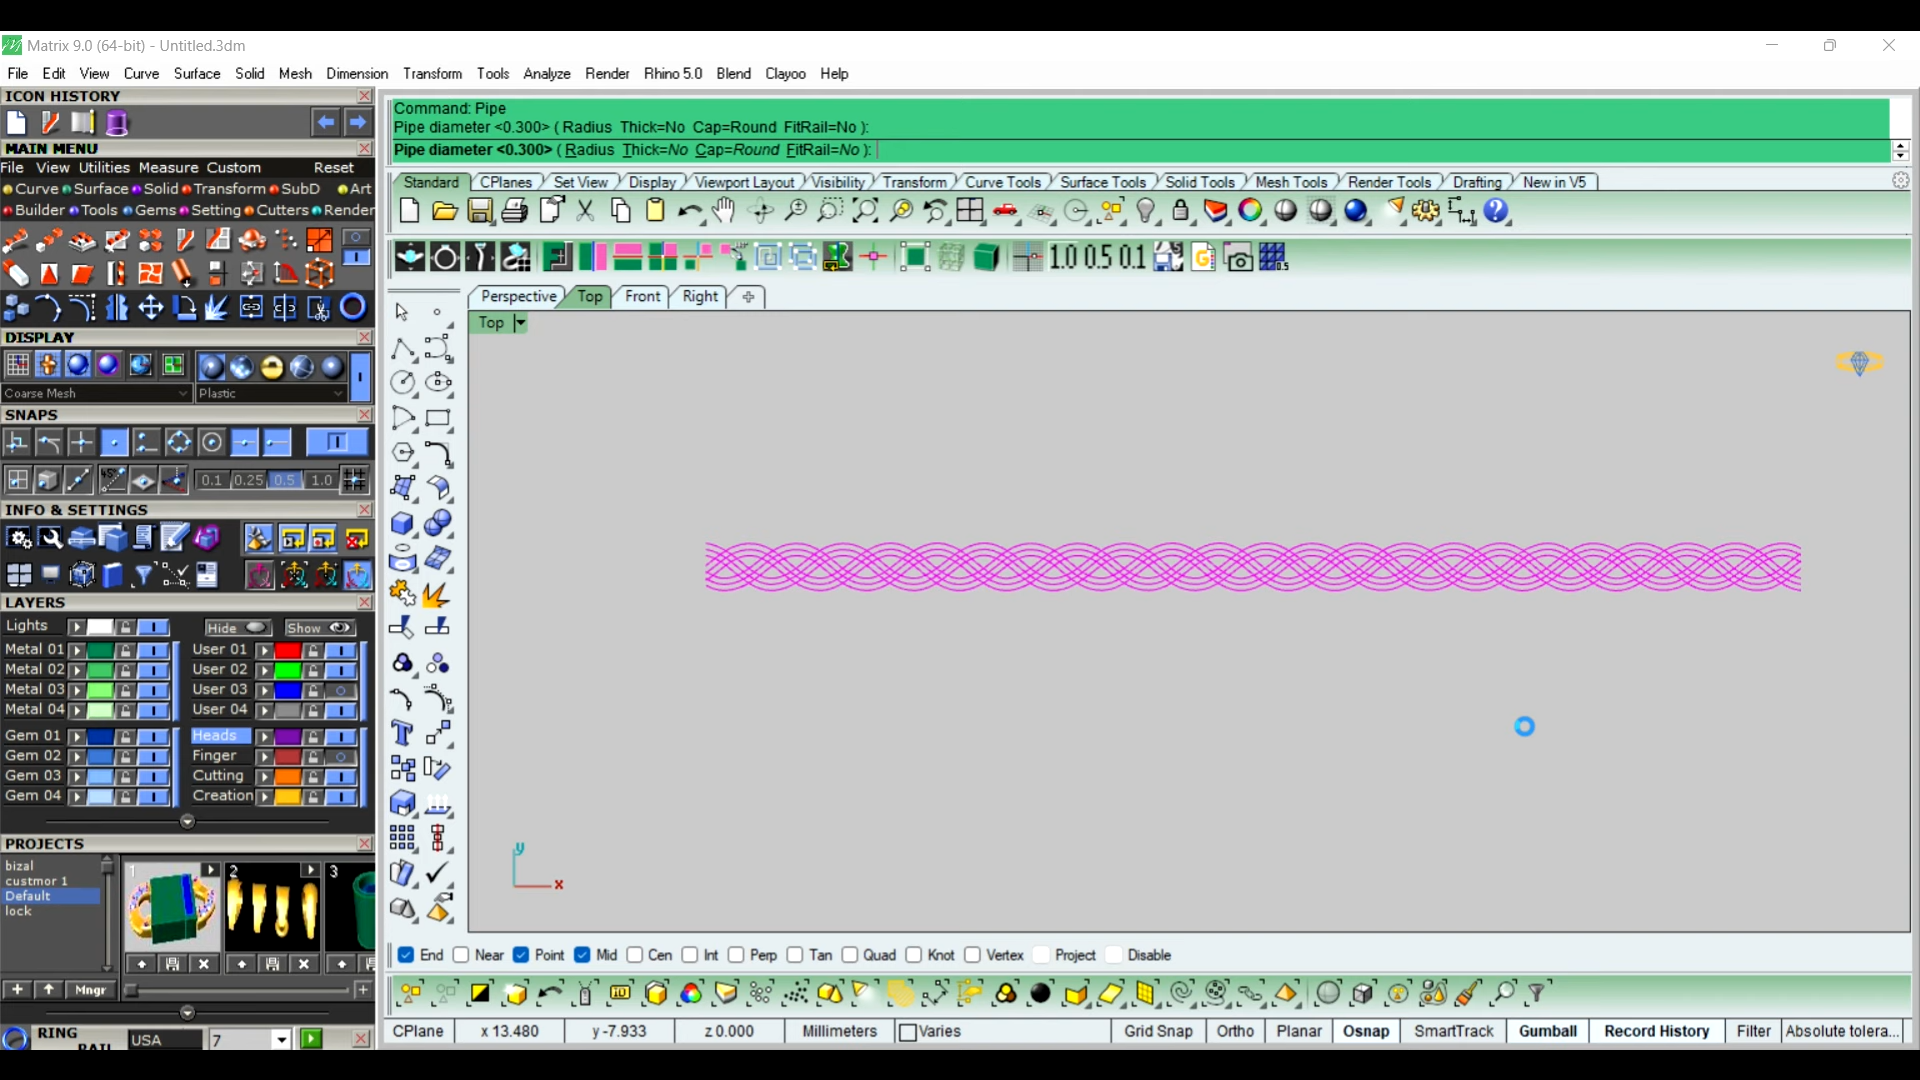 Matrix 9.0 (64-bit) - Untitled.3dm
File Edit View Curve Surface Solid Mesh Dimension Transform Tools Analyze Render Rhino 5.0 Blend Clayoo Help
ICON HISTORY
MAIN MENU
File View Utilities Measure Custom Reset
Curve Surface Solid Transform SubD Art
Builder Tools Gems Setting Cutters Render
DISPLAY
Coarse Mesh Plastic
SNAPS
0.1 0.25 0.5 1.0
INFO & SETTINGS
LAYERS
Lights Hide Show
Metal 01 User 01
Metal 02 User 02
Metal 03 User 03
Metal 04 User 04
Gem 01 Heads
Gem 02 Finger
Gem 03 Cutting
Gem 04 Creation
PROJECTS
bizal
custmor 1
Default
lock
1 2 3
Mngr
RING
RAIL
USA 7
Command: Pipe
Pipe diameter <0.300> ( Radius Thick=No Cap=Round FitRail=No ):
Pipe diameter <0.300> ( Radius Thick=No Cap=Round FitRail=No ):
Standard CPlanes Set View Display Viewport Layout Visibility Transform Curve Tools Surface Tools Solid Tools Mesh Tools Render Tools Drafting New in V5
1.0 0.5 0.1
Perspective Top Front Right
Top
y
x
End Near Point Mid Cen Int Perp Tan Quad Knot Vertex Project Disable
CPlane x 13.480 y -7.933 z 0.000 Millimeters Varies Grid Snap Ortho Planar Osnap SmartTrack Gumball Record History Filter Absolute tolera...